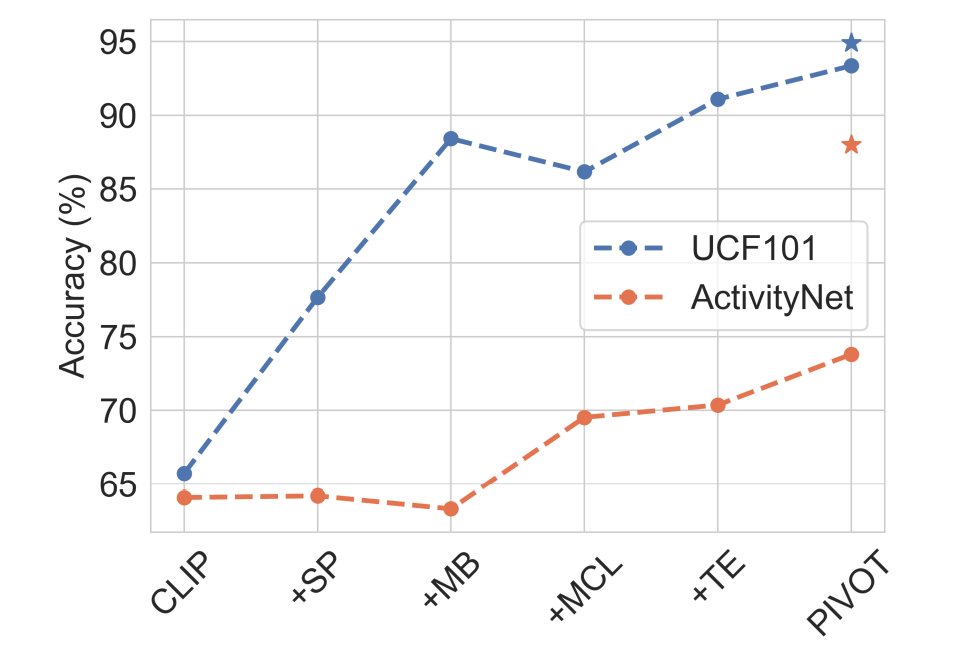 Accuracy (%)
95
90
85
80
75
70
65
UCF101
ActivityNet
CLIP
+SP
+MB
+MCL
+TE
PIVOT